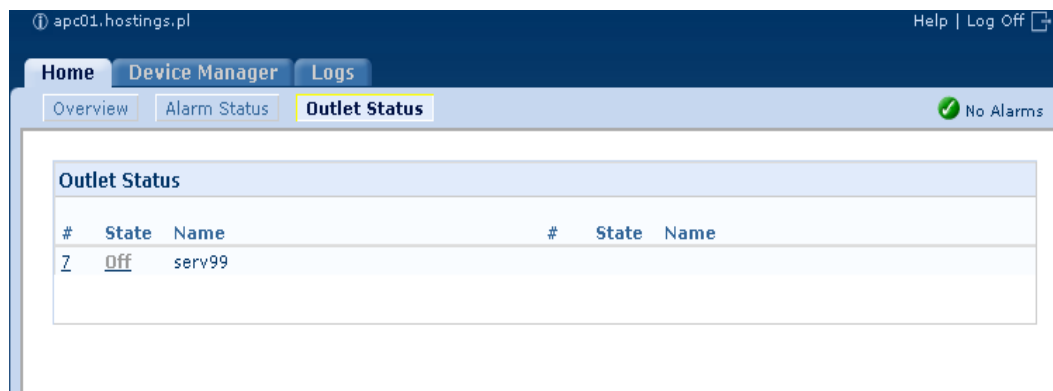 apc01.hostings.pl Help | Log Off
Home Device Manager Logs
Overview Alarm Status Outlet Status No Alarms
Outlet Status
# State Name # State Name
7 Off serv99